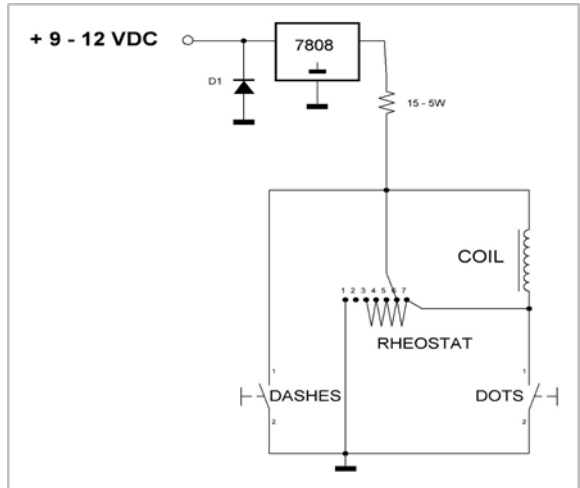 + 9 - 12 VDC
7808
D1
15 - 5W
COIL
1 2 3 4 5 6 7
RHEOSTAT
1
1
DASHES
DOTS
2
2